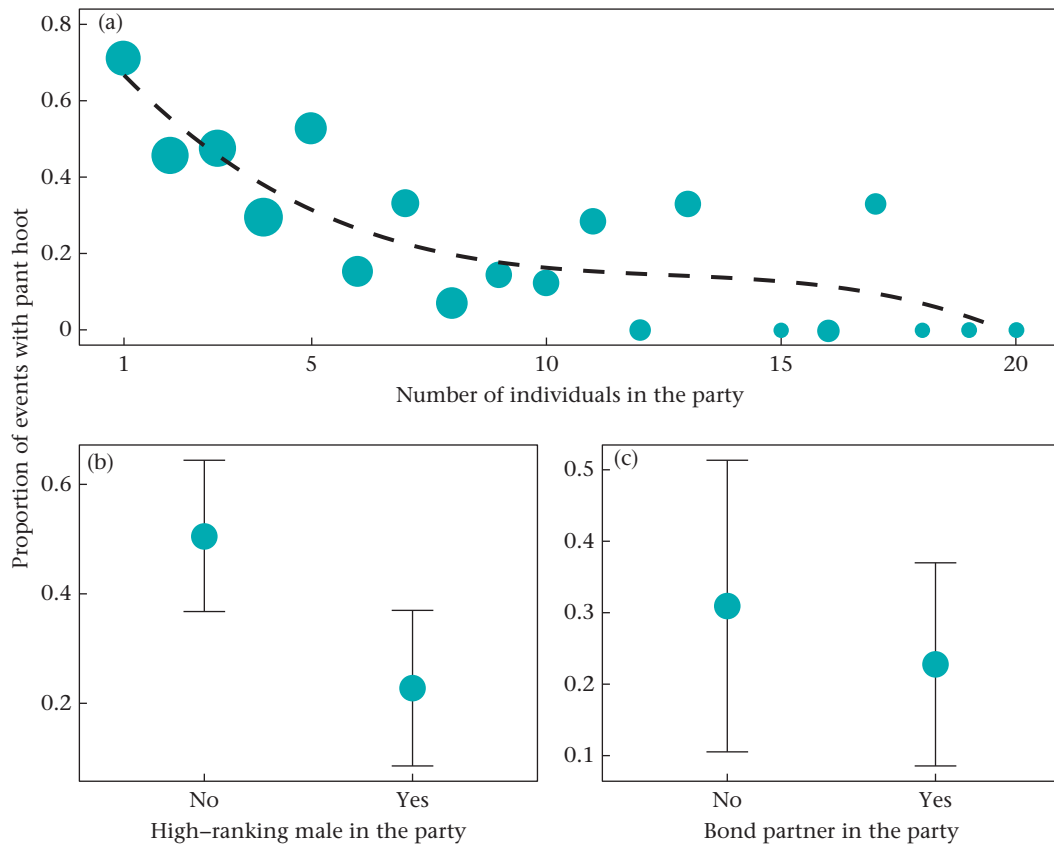 (a)
0.8
0.6
0.4
0.2
0
1 5 10 15 20
Number of individuals in the party
Proportion of events with pant hoot
(b)
0.6
0.4
0.2
No Yes
High–ranking male in the party
(c)
0.5
0.4
0.3
0.2
0.1
No Yes
Bond partner in the party